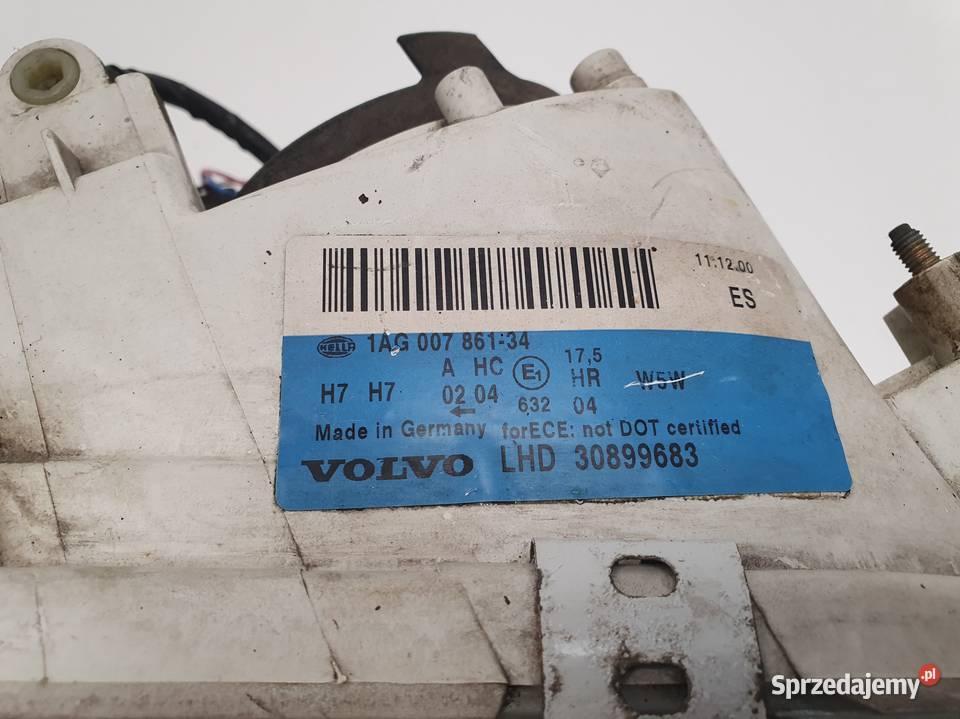 11.12.00
ES
HELLA 1AG 007 861-34
A HC E1 17,5
H7 H7 HR W5W
02 04 632 04
←
Made in Germany forECE: not DOT certified
VOLVO LHD 30899683
Sprzedajemy.pl